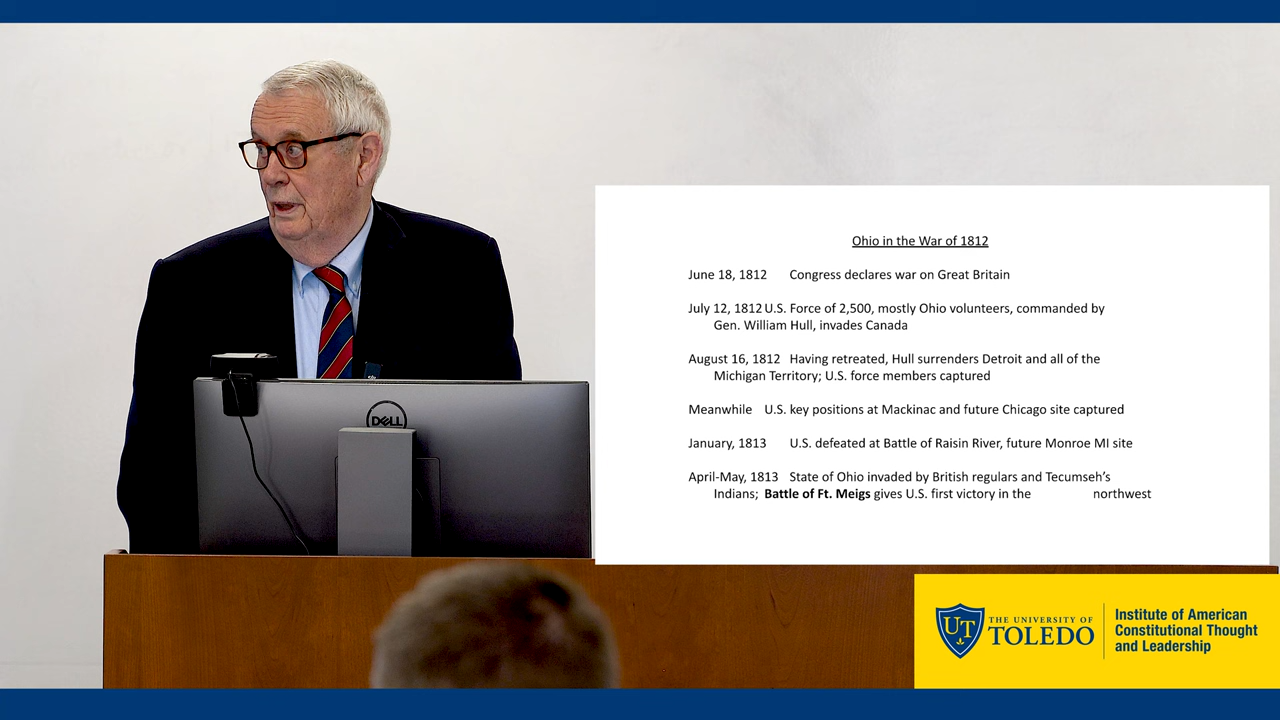 Ohio in the War of 1812
June 18, 1812 Congress declares war on Great Britain
July 12, 1812 U.S. Force of 2,500, mostly Ohio volunteers, commanded by
Gen. William Hull, invades Canada
August 16, 1812 Having retreated, Hull surrenders Detroit and all of the
Michigan Territory; U.S. force members captured
Meanwhile U.S. key positions at Mackinac and future Chicago site captured
January, 1813 U.S. defeated at Battle of Raisin River, future Monroe MI site
April-May, 1813 State of Ohio invaded by British regulars and Tecumseh's
Indians; Battle of Ft. Meigs gives U.S. first victory in the northwest
DELL
UT
THE UNIVERSITY OF
TOLEDO
Institute of American
Constitutional Thought
and Leadership